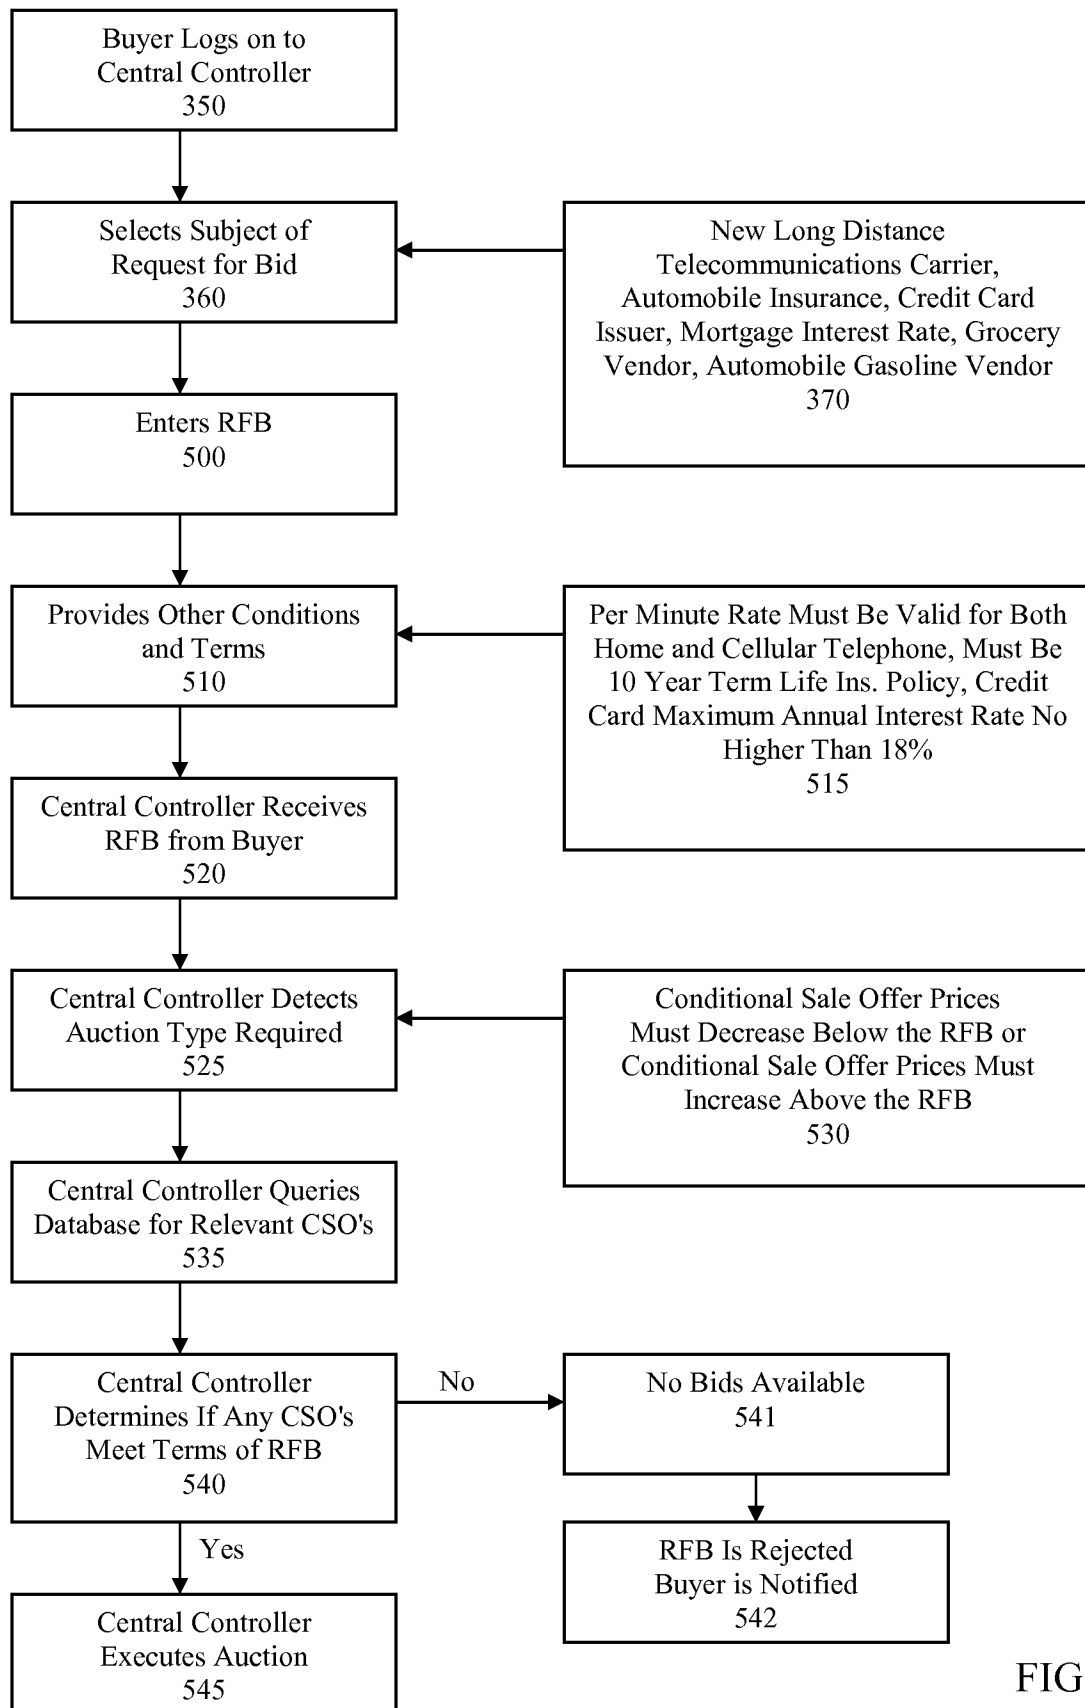 Buyer Logs on to
Central Controller
350
Selects Subject of
Request for Bid
360
New Long Distance
Telecommunications Carrier,
Automobile Insurance, Credit Card
Issuer, Mortgage Interest Rate, Grocery
Vendor, Automobile Gasoline Vendor
370
Enters RFB
500
Provides Other Conditions
and Terms
510
Per Minute Rate Must Be Valid for Both
Home and Cellular Telephone, Must Be
10 Year Term Life Ins. Policy, Credit
Card Maximum Annual Interest Rate No
Higher Than 18%
515
Central Controller Receives
RFB from Buyer
520
Central Controller Detects
Auction Type Required
525
Conditional Sale Offer Prices
Must Decrease Below the RFB or
Conditional Sale Offer Prices Must
Increase Above the RFB
530
Central Controller Queries
Database for Relevant CSO's
535
Central Controller
Determines If Any CSO's
Meet Terms of RFB
540
No
No Bids Available
541
Yes
RFB Is Rejected
Buyer is Notified
542
Central Controller
Executes Auction
545
FIG